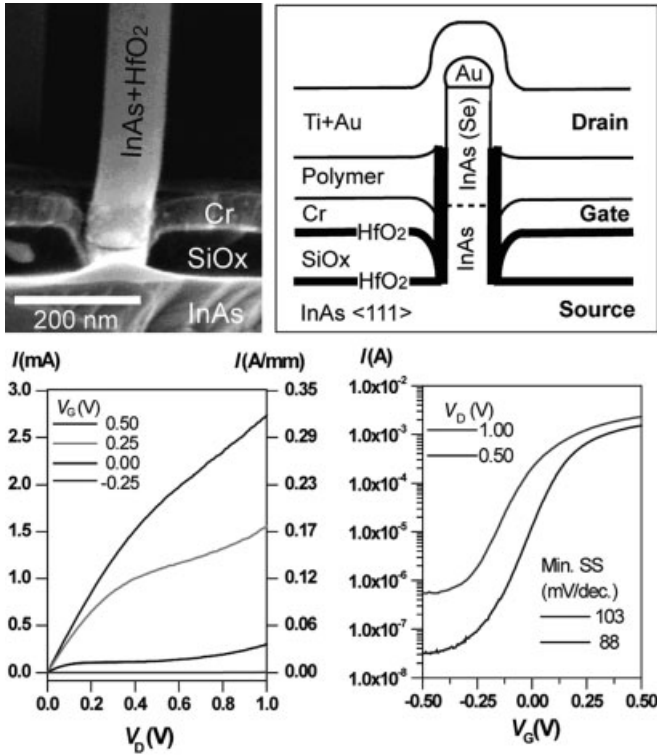 InAs+HfO2
Cr
SiOx
200 nm
InAs
Au
Ti+Au
InAs (Se)
Drain
Polymer
Cr
Gate
HfO2
InAs
SiOx
HfO2
InAs <111>
Source
I(mA)
I(A/mm)
3.0
0.35
VG (V)
0.50
0.25
0.00
-0.25
2.5
0.29
2.0
0.23
1.5
0.17
1.0
0.12
0.5
0.06
0.0
0.00
0.0 0.2 0.4 0.6 0.8 1.0
VD (V)
I(A)
1.0x10-2
1.0x10-3
1.0x10-4
1.0x10-5
1.0x10-6
1.0x10-7
1.0x10-8
VD (V)
1.00
0.50
Min. SS
(mV/dec.)
103
88
-0.50 -0.25 0.00 0.25 0.50
VG(V)